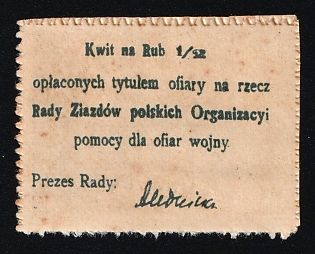 Kwit na Rub 1/52
opłaconych tytułem ofiary na rzecz
Rady Zjazdów polskich Organizacyi
pomocy dla ofiar wojny
Prezes Rady: